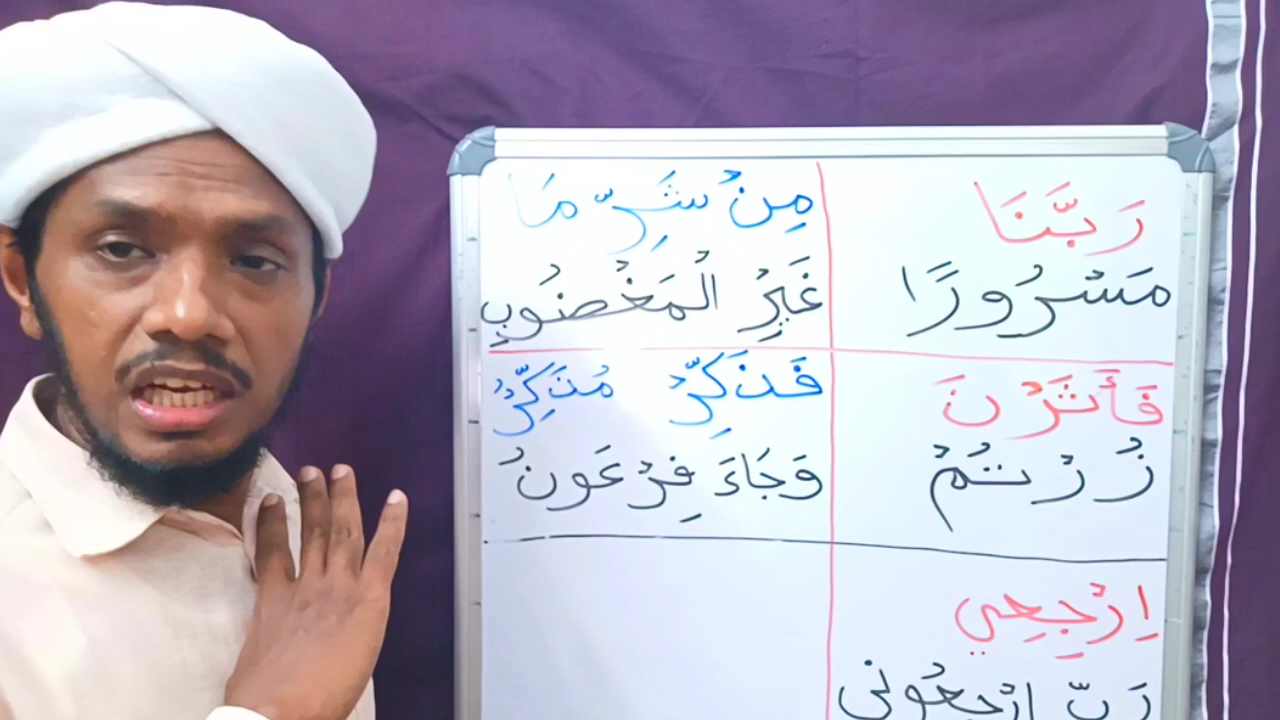 رَبَّنَا
مَسْرُورًا
مِنْ شَرِّ مَا
غَيْرِ الْمَغْضُوبِ
فَأَثَرْنَ
زُرْتُمْ
فَذَكِّرْ مُذَكِّرْ
وَجَاءَ فِرْعَوْنُ
اِرْجِعِي
رَبِّ ارْجِعُونِ